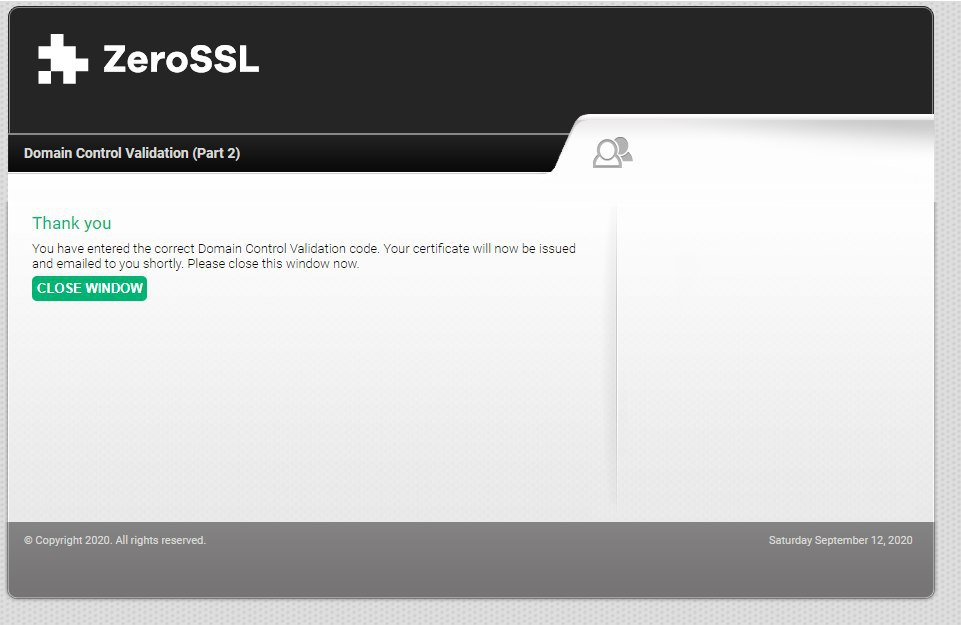 ZeroSSL
Domain Control Validation (Part 2)
Thank you
You have entered the correct Domain Control Validation code. Your certificate will now be issued
and emailed to you shortly. Please close this window now.
CLOSE WINDOW
© Copyright 2020. All rights reserved.
Saturday September 12, 2020